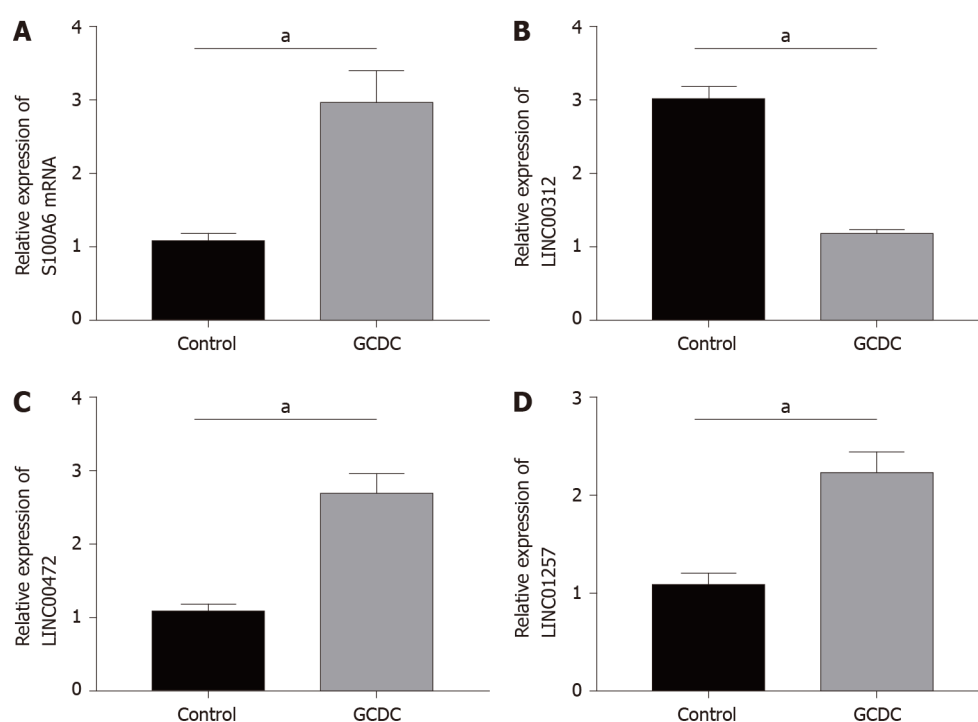 A
Relative expression of
S100A6 mRNA
4
3
2
1
0
a
Control
GCDC
B
Relative expression of
LINC00312
4
3
2
1
0
a
Control
GCDC
C
Relative expression of
LINC00472
4
3
2
1
0
a
Control
GCDC
D
Relative expression of
LINC01257
3
2
1
0
a
Control
GCDC